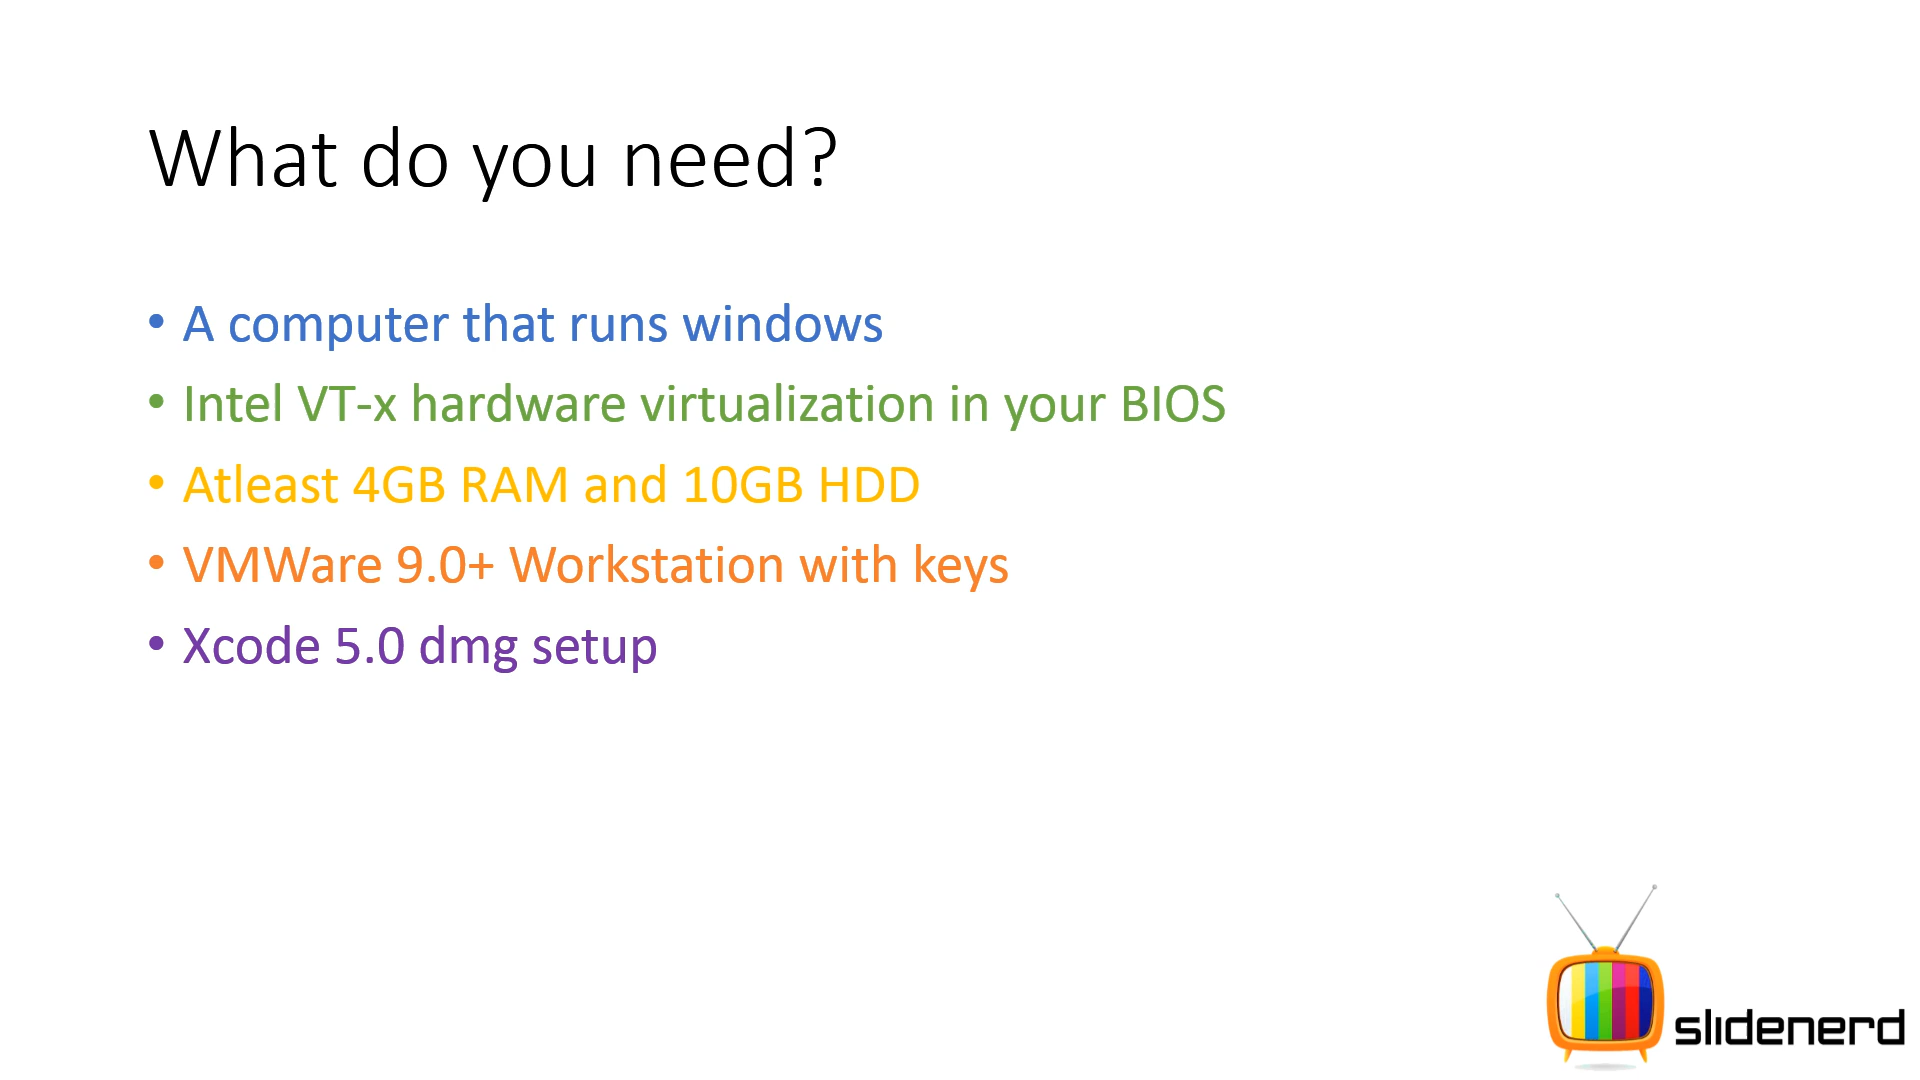 What do you need?
• A computer that runs windows
• Intel VT-x hardware virtualization in your BIOS
• Atleast 4GB RAM and 10GB HDD
• VMWare 9.0+ Workstation with keys
• Xcode 5.0 dmg setup
slidenerd